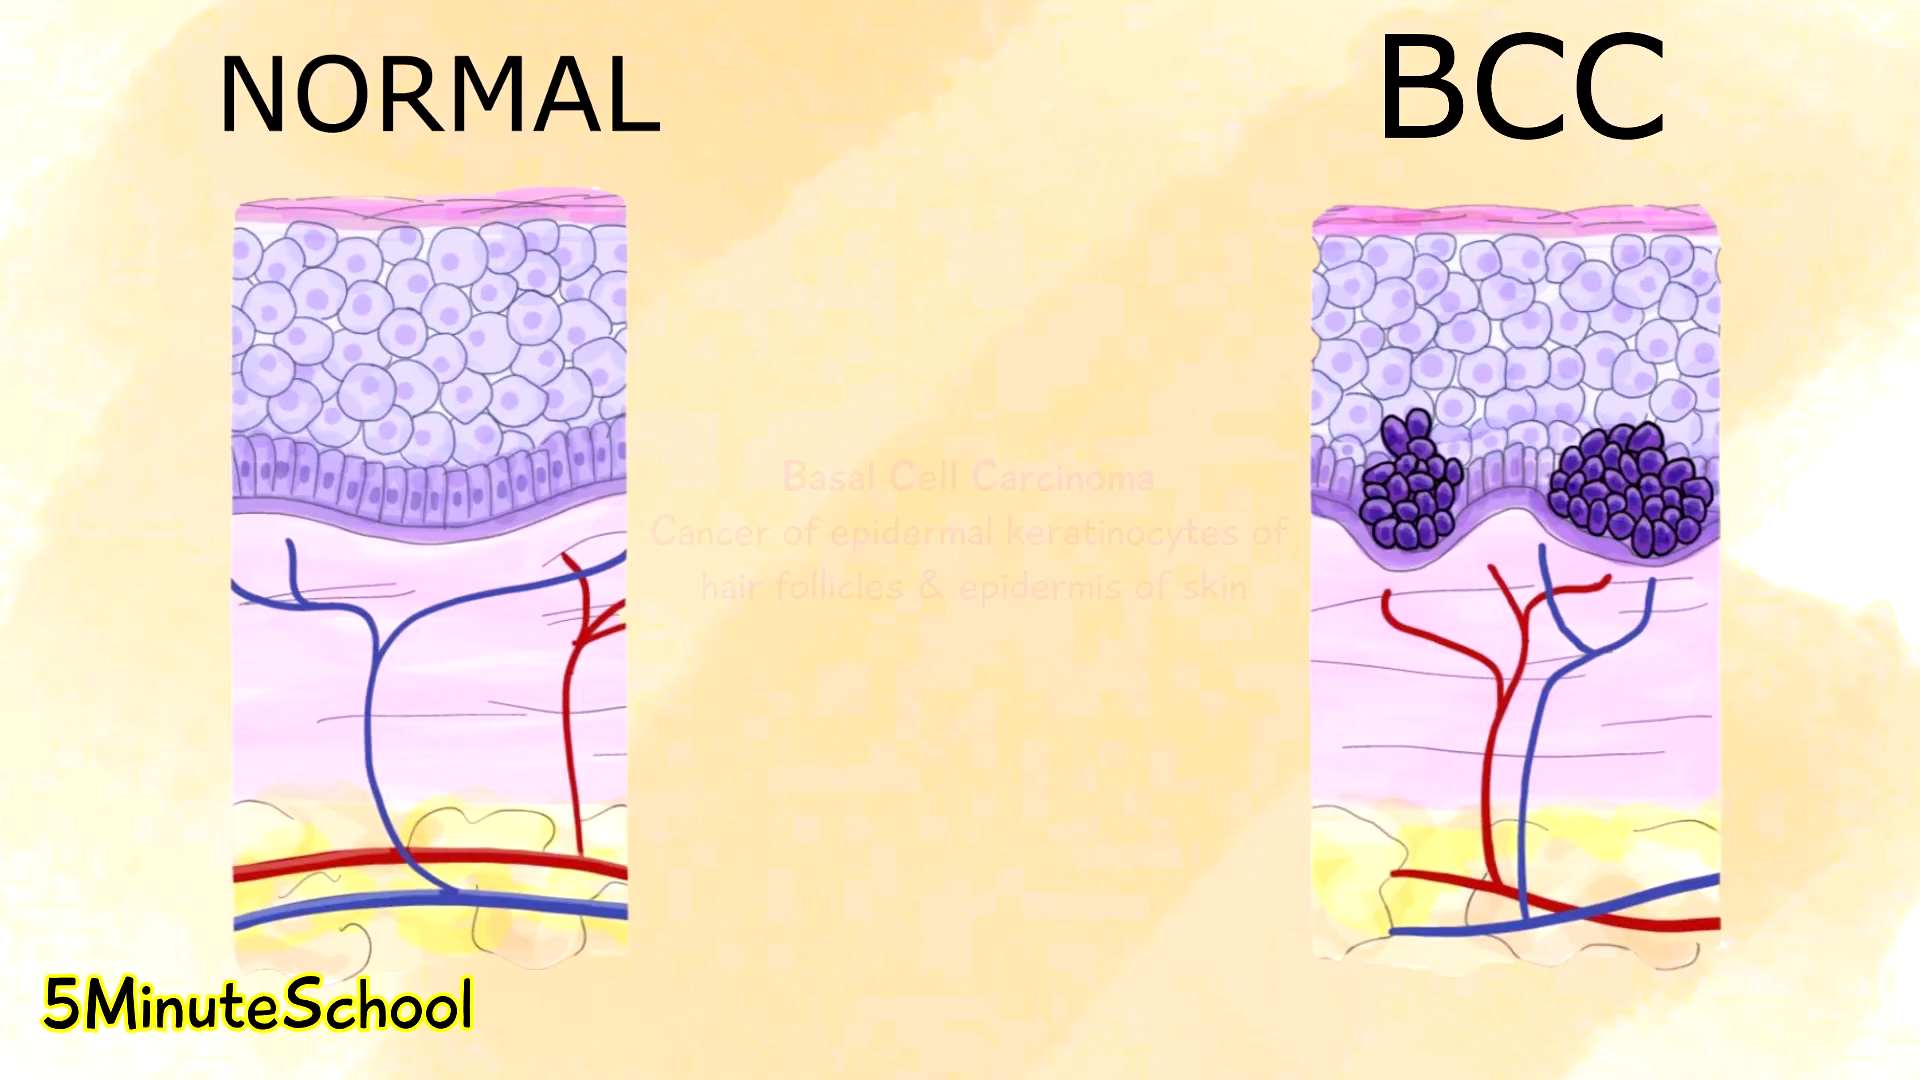 NORMAL
BCC
Basal Cell Carcinoma
Cancer of epidermal keratinocytes of
hair follicles & epidermis of skin
5MinuteSchool